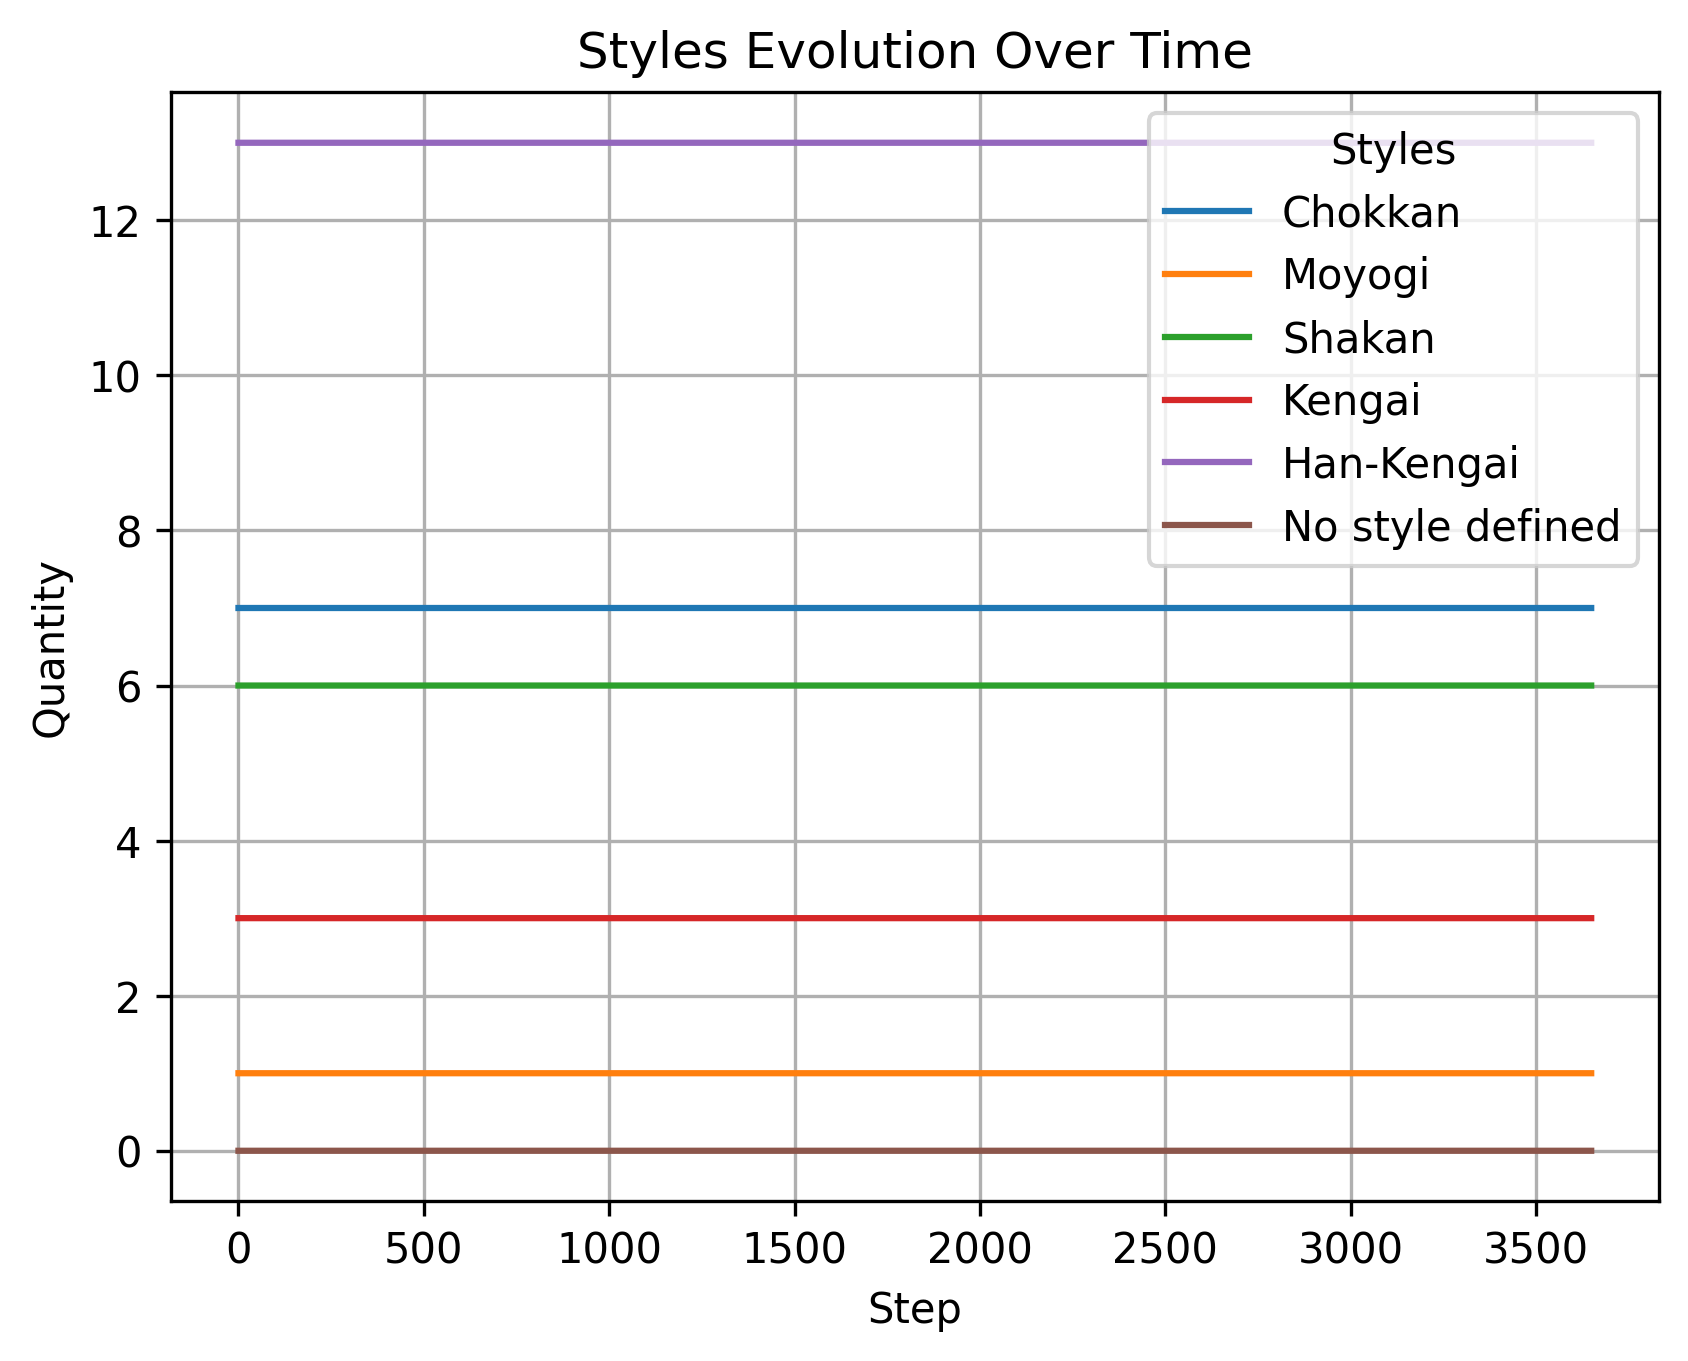 Styles Evolution Over Time
Styles
Chokkan
Moyogi
Shakan
Kengai
Han-Kengai
No style defined
Quantity
12
10
8
6
4
2
0
0 500 1000 1500 2000 2500 3000 3500
Step